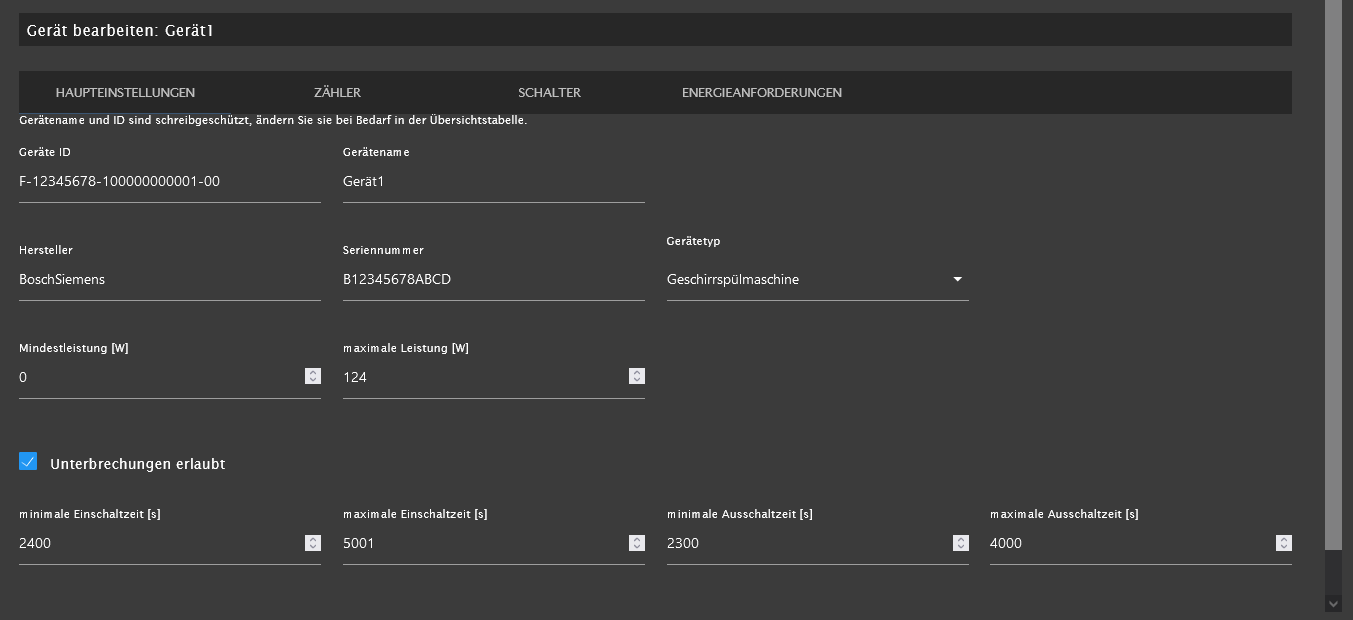 Gerät bearbeiten: Gerät1
HAUPTEINSTELLUNGEN ZÄHLER SCHALTER ENERGIEANFORDERUNGEN
Gerätename und ID sind schreibgeschützt, ändern Sie sie bei Bedarf in der Übersichtstabelle.
Geräte ID Gerätename
F-12345678-100000000001-00 Gerät1
Hersteller Seriennummer Gerätetyp
BoschSiemens B12345678ABCD Geschirrspülmaschine
Mindestleistung [W] maximale Leistung [W]
0 124
Unterbrechungen erlaubt
minimale Einschaltzeit [s] maximale Einschaltzeit [s] minimale Ausschaltzeit [s] maximale Ausschaltzeit [s]
2400 5001 2300 4000